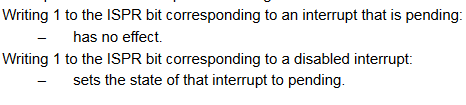 Writing 1 to the ISPR bit corresponding to an interrupt that is pending:
– has no effect.
Writing 1 to the ISPR bit corresponding to a disabled interrupt:
– sets the state of that interrupt to pending.